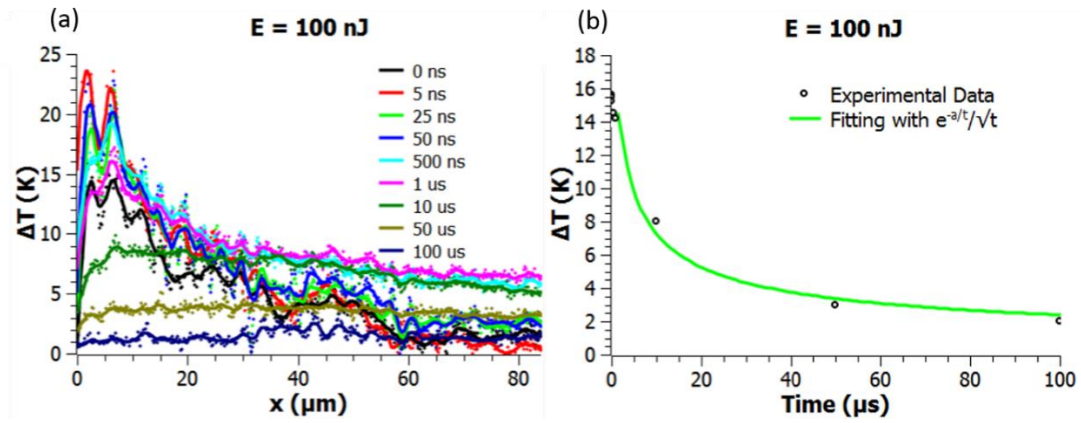 (a)
E = 100 nJ
25
20
15
10
5
0
ΔT (K)
0 ns
5 ns
25 ns
50 ns
500 ns
1 us
10 us
50 us
100 us
0 20 40 60 80
x (μm)
(b)
E = 100 nJ
18
16
14
12
10
8
6
4
2
0
ΔT (K)
Experimental Data
Fitting with e⁻ᵃ/ᵗ/√t
0 20 40 60 80 100
Time (μs)